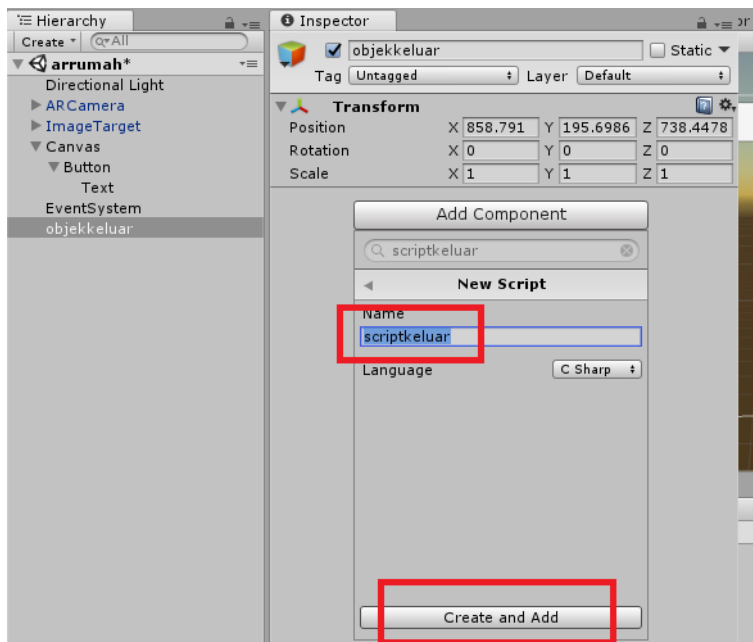 Hierarchy
Create
All
arrumah*
Directional Light
ARCamera
ImageTarget
Canvas
Button
Text
EventSystem
objekkeluar
Inspector
objekkeluar Static
Tag Untagged Layer Default
Transform
Position X 858.791 Y 195.6986 Z 738.4478
Rotation X 0 Y 0 Z 0
Scale X 1 Y 1 Z 1
Add Component
scriptkeluar
New Script
Name
scriptkeluar
Language C Sharp
Create and Add